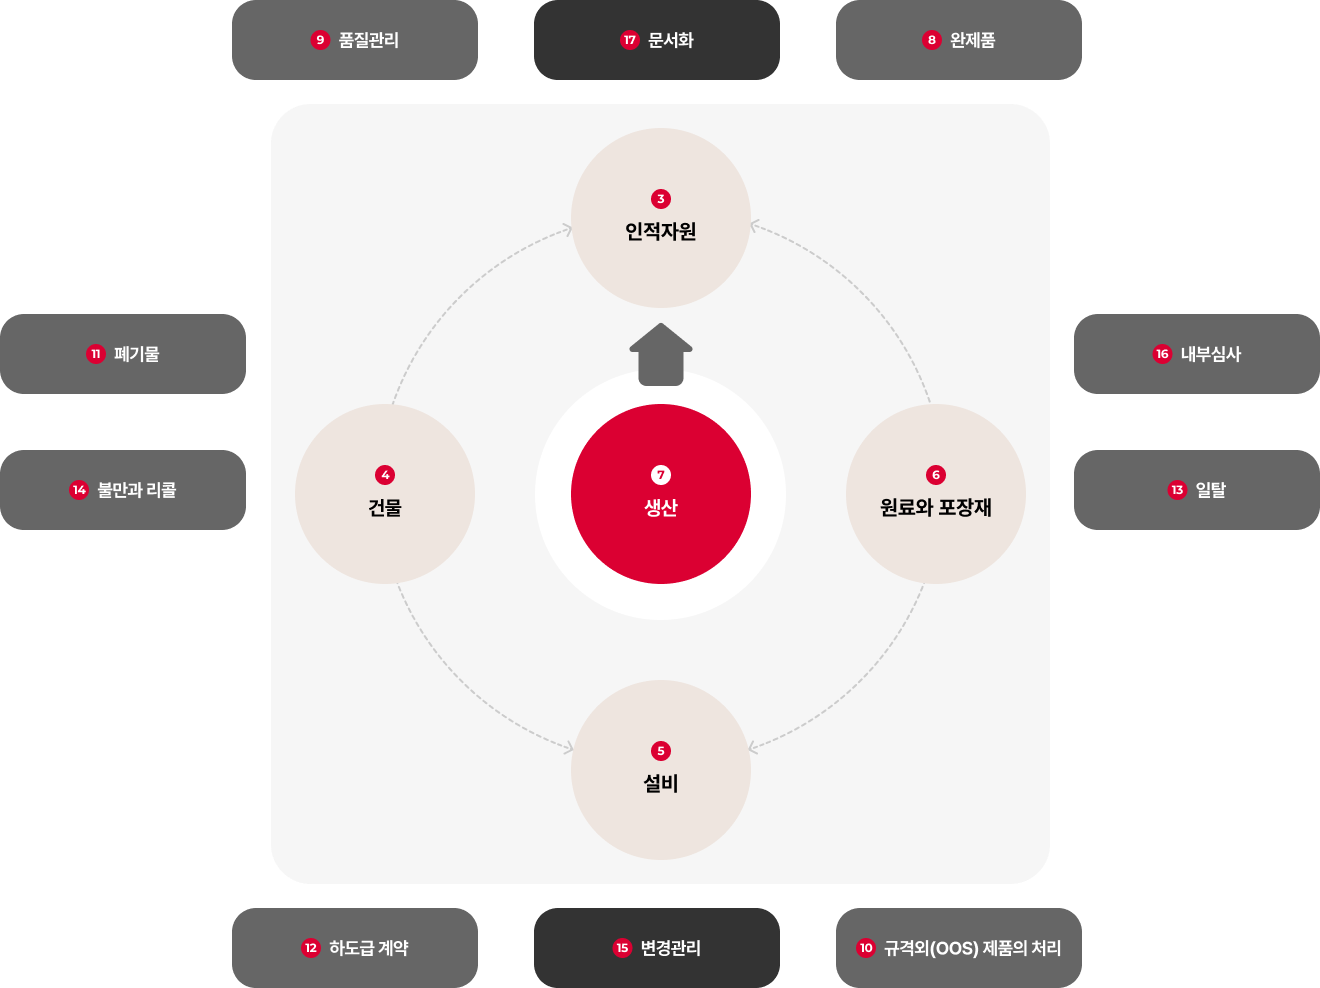 9 품질관리
17 문서화
8 완제품
3
인적자원
11 폐기물
16 내부심사
14 불만과 리콜
13 일탈
4
건물
7
생산
6
원료와 포장재
5
설비
12 하도급 계약
15 변경관리
10 규격외(OOS) 제품의 처리